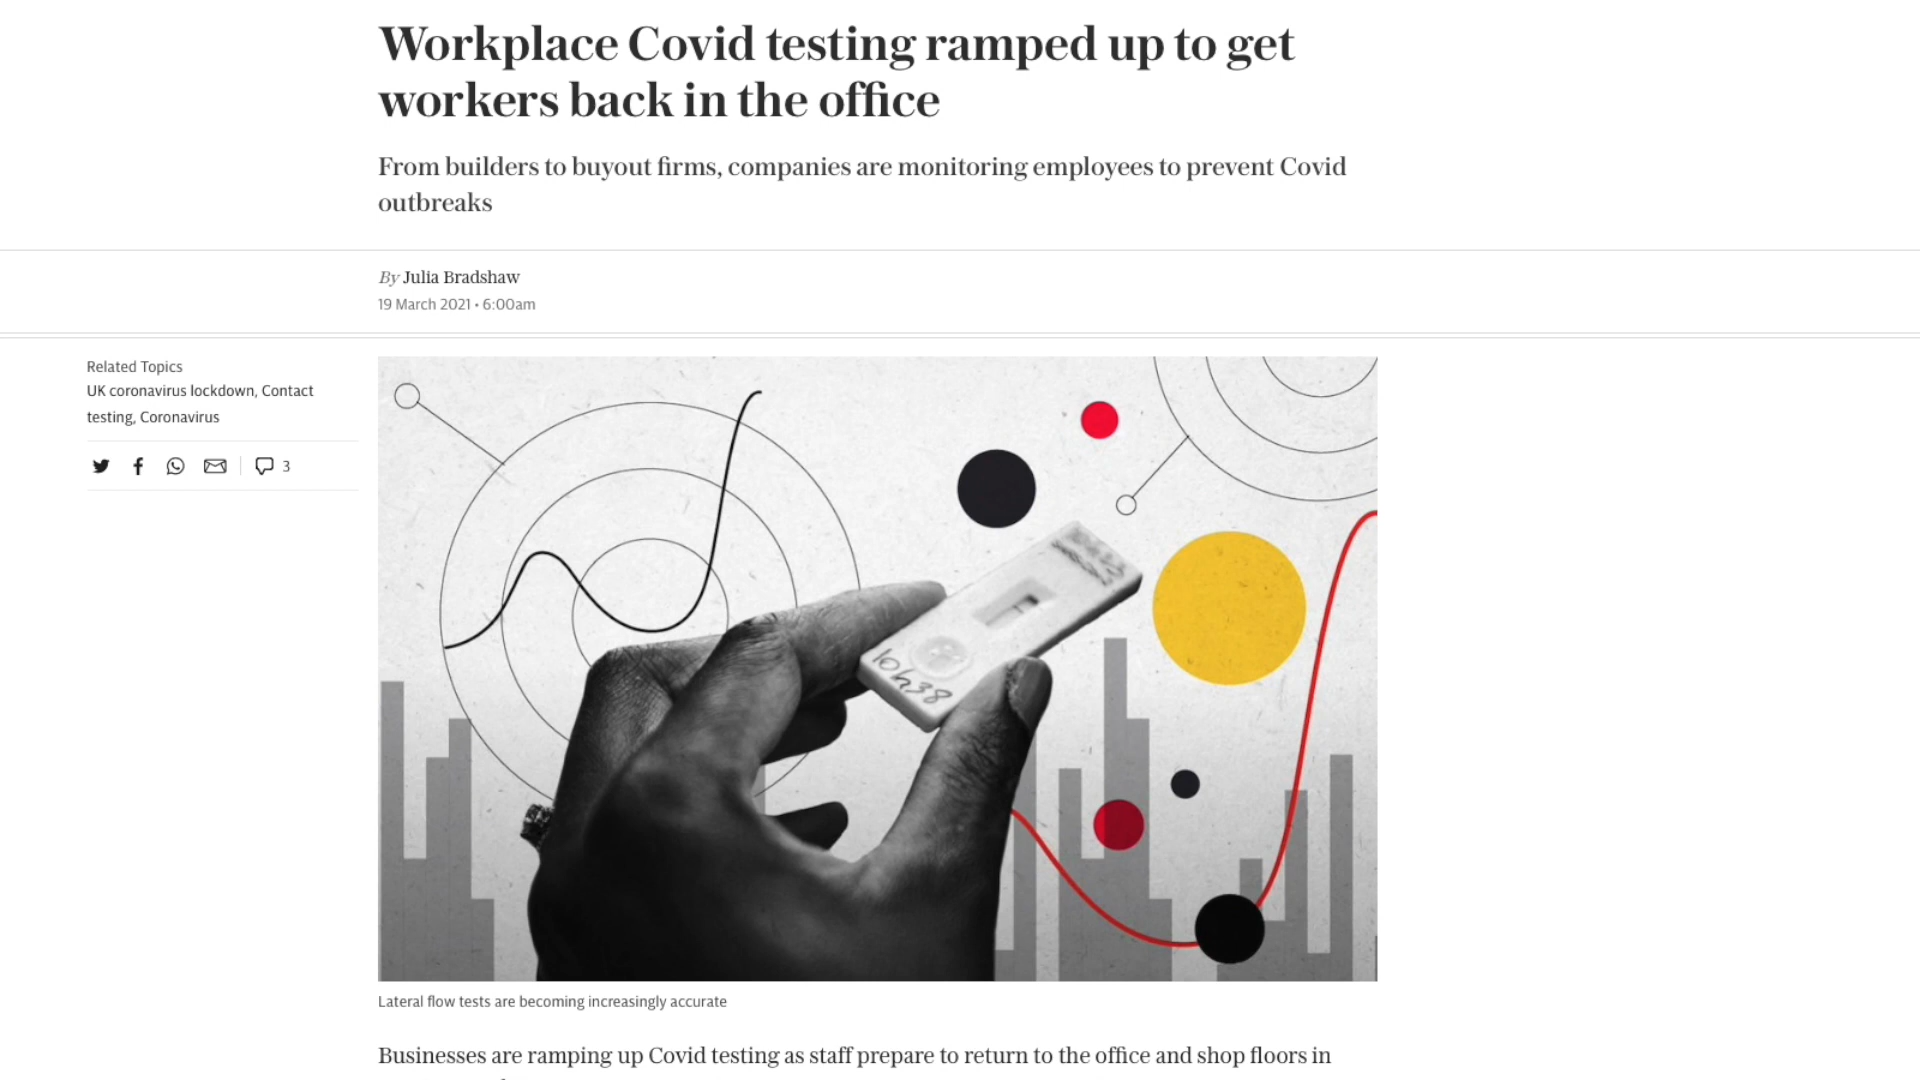 Workplace Covid testing ramped up to get
workers back in the office
From builders to buyout firms, companies are monitoring employees to prevent Covid
outbreaks
By Julia Bradshaw
19 March 2021 • 6:00am
Related Topics
UK coronavirus lockdown, Contact
testing, Coronavirus
3
10h38
Lateral flow tests are becoming increasingly accurate
Businesses are ramping up Covid testing as staff prepare to return to the office and shop floors in